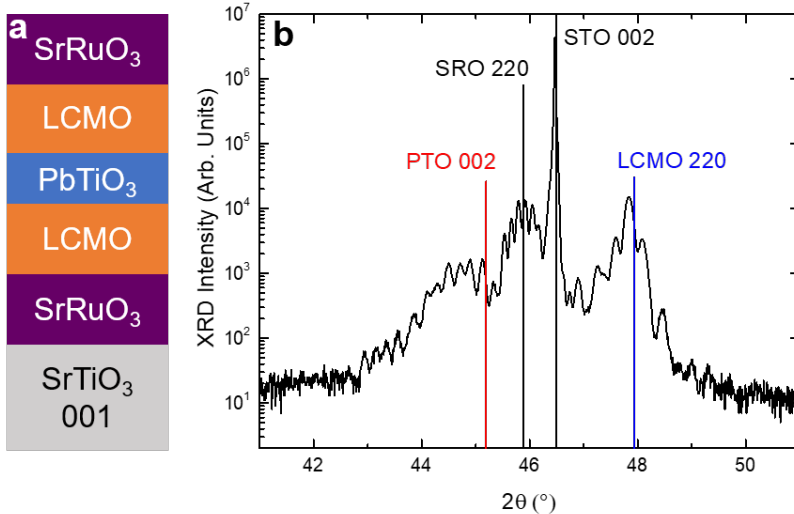 a
SrRuO3
LCMO
PbTiO3
LCMO
SrRuO3
SrTiO3
001
b
XRD Intensity (Arb. Units)
10^7
10^6
10^5
10^4
10^3
10^2
10^1
STO 002
SRO 220
PTO 002
LCMO 220
42
44
46
48
50
2θ (°)